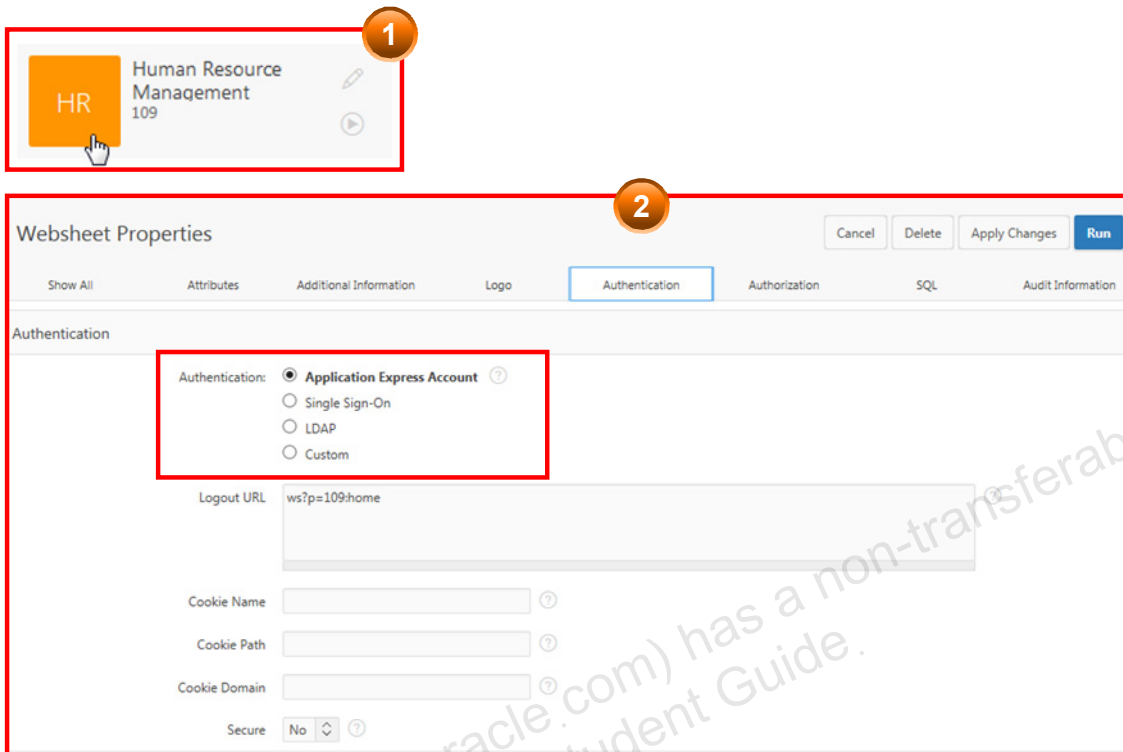 1
Human Resource
Management
109
HR
2
Websheet Properties
Cancel Delete Apply Changes Run
Show All Attributes Additional Information Logo Authentication Authorization SQL Audit Information
Authentication
Authentication: Application Express Account ?
Single Sign-On
LDAP
Custom
Logout URL ws?p=109:home ?
Cookie Name ?
Cookie Path ?
Cookie Domain ?
Secure No ?
has a non-transferab
acle.com)
udent Guide.